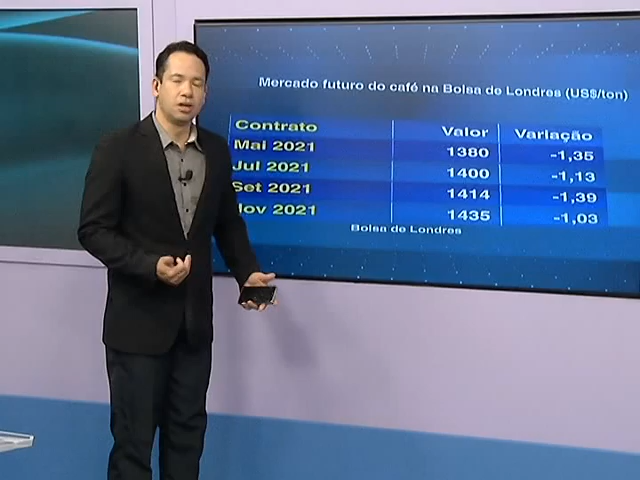 Mercado futuro do café na Bolsa de Londres (US$/ton)
Contrato Valor Variação
Mai 2021 1380 -1,35
Jul 2021 1400 -1,13
Set 2021 1414 -1,39
Nov 2021 1435 -1,03
Bolsa de Londres